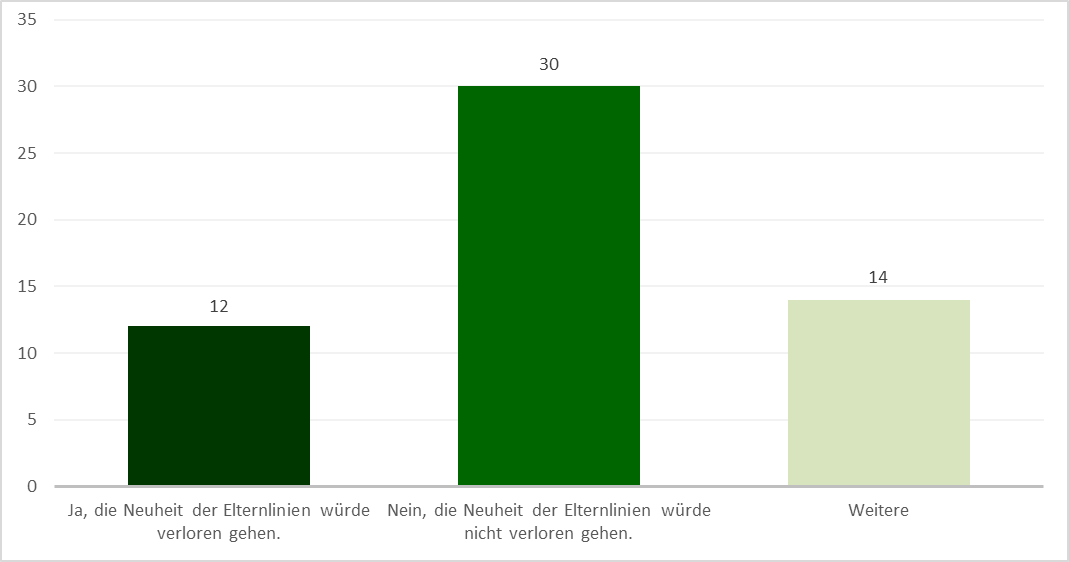 35
30
30
25
20
15
14
12
10
5
0
Ja, die Neuheit der Elternlinien würde
verloren gehen.
Nein, die Neuheit der Elternlinien würde
nicht verloren gehen.
Weitere